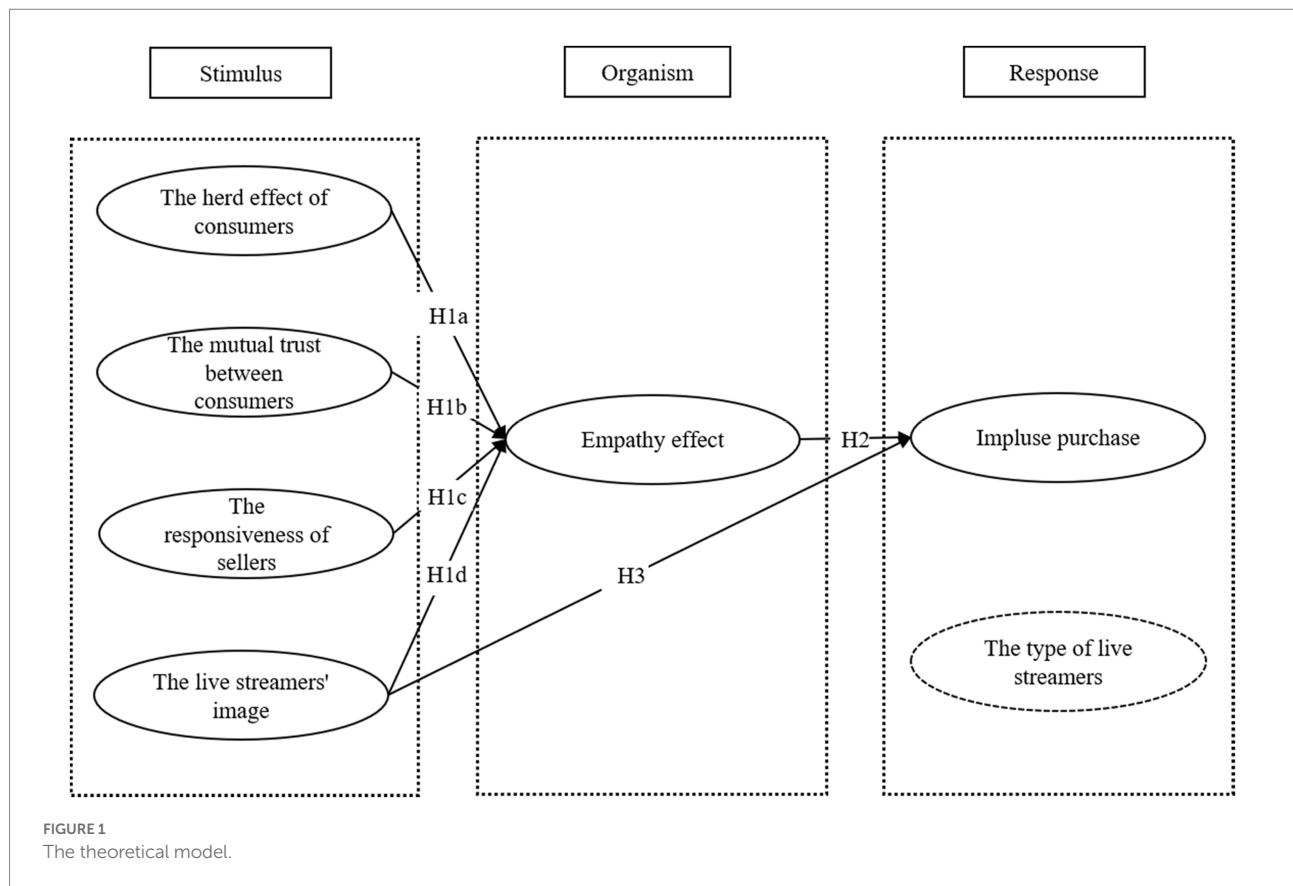 Stimulus
Organism
Response
The herd effect of
consumers
H1a
The mutual trust
between
consumers
H1b
Empathy effect
H2
Impluse purchase
The
responsiveness of
sellers
H1c
H1d
H3
The live streamers'
image
The type of live
streamers
FIGURE 1
The theoretical model.